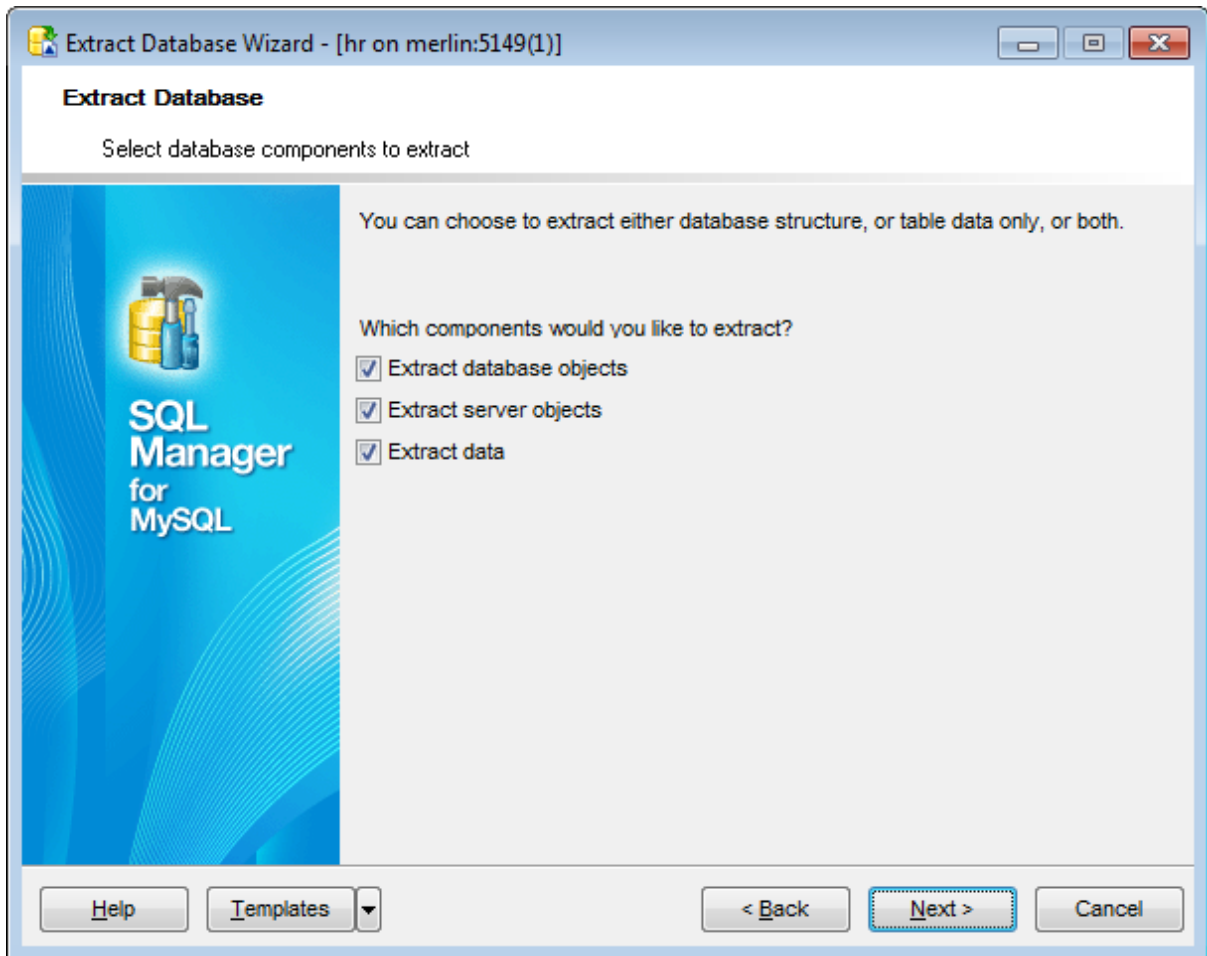 Extract Database Wizard - [hr on merlin:5149(1)]
Extract Database
Select database components to extract
You can choose to extract either database structure, or table data only, or both.
Which components would you like to extract?
Extract database objects
Extract server objects
Extract data
SQL
Manager
for
MySQL
Help
Templates
< Back
Next >
Cancel